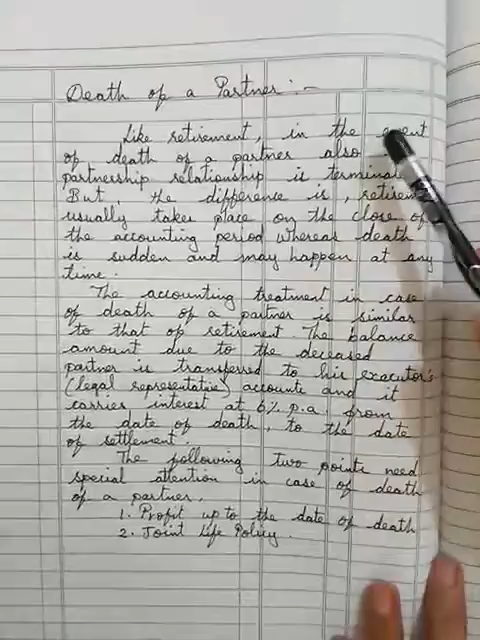 Death of a Partner :-
Like retirement, in the event
of death of a partner also
partnership relationship is
But, the difference is,
usually takes place on the close of
the accounting period whereas death
is sudden and may happen at any
time.
The accounting treatment in case
of death of a partner is similar
to that of retirement. The balance
amount due to the deceased
partner is transferred to his executor's
(legal representative) accounts and it
carries interest at 6% p.a. from
the date of death, to the date
of settlement.
The following two points need
special attention in case of death
of a partner.
1. Profit up to the date of death
2. Joint Life Policy.